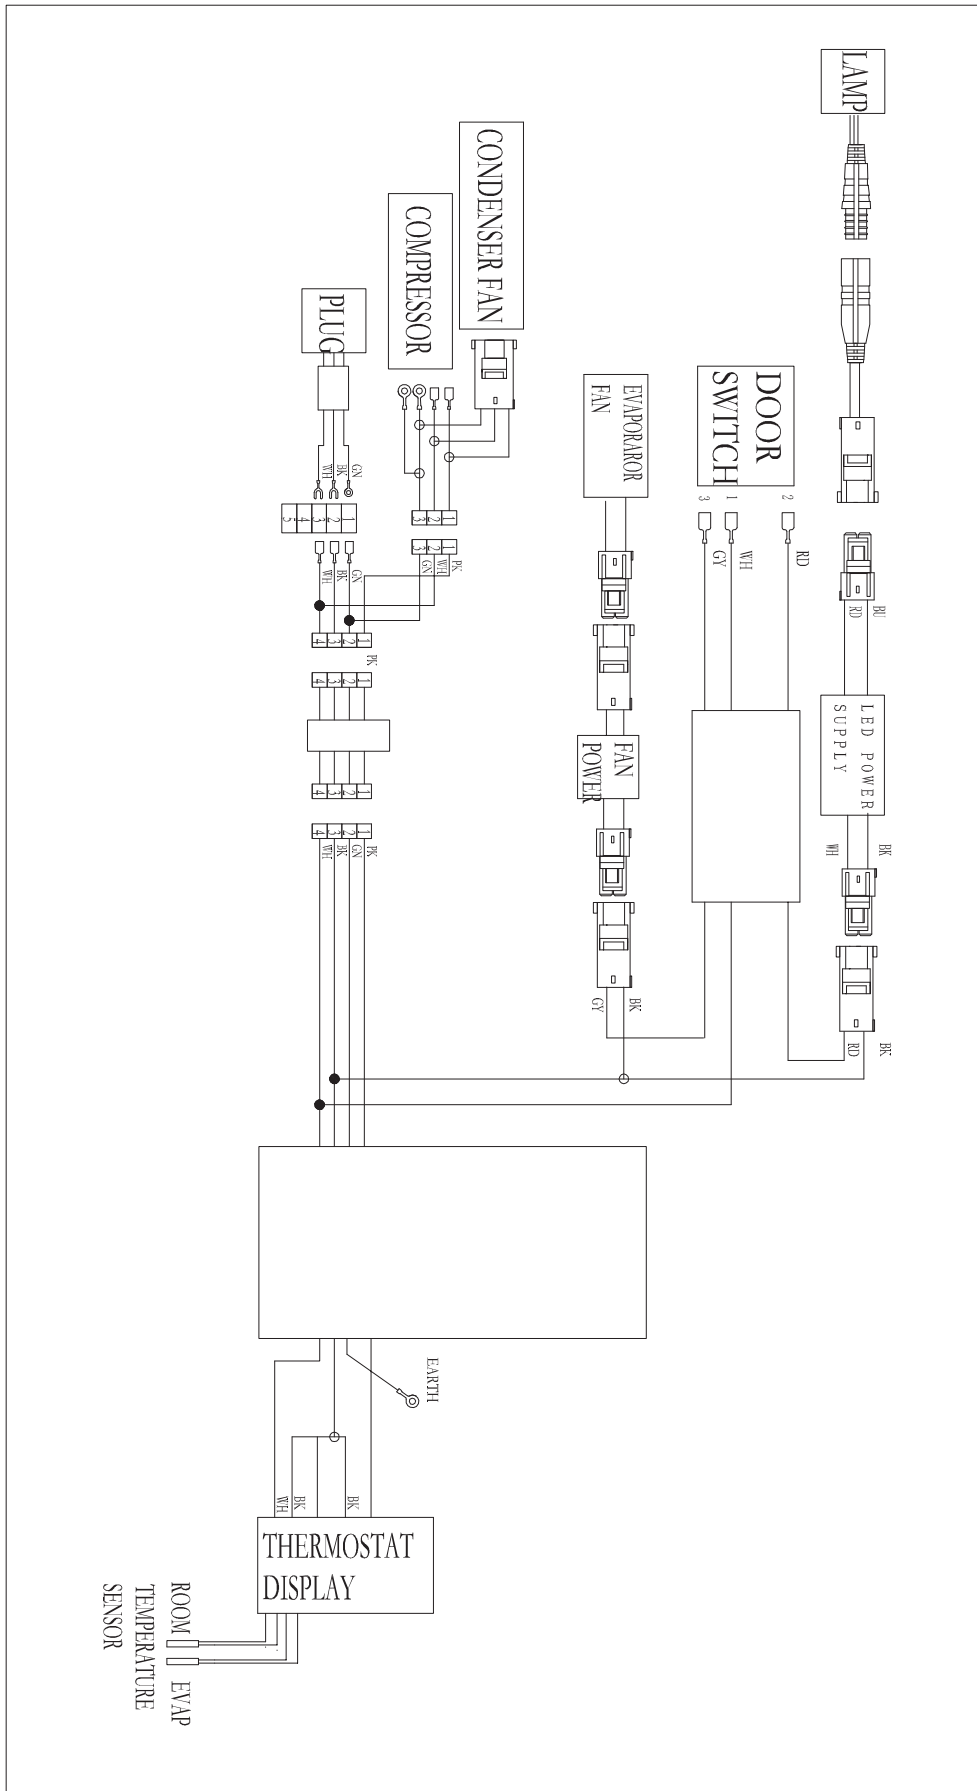 LAMP
CONDENSER FAN
COMPRESSOR
PLUG
DOOR
SWITCH
EVAPORAROR
FAN
3
1
2
GY
WH
RD
GN
BK
WH
1
2
3
4
5
3
2
1
3
2
1
GN
WH
PK
WH
BK
GN
4
3
2
1
PK
4
3
2
1
4
3
2
1
4
3
2
1
WH
BK
GN
PK
BU
RD
LED POWER
SUPPLY
FAN
POWER
BK
WH
BK
RD
BK
GY
EARTH
WH
BK
BK
THERMOSTAT
DISPLAY
ROOM
TEMPERATURE
SENSOR
EVAP